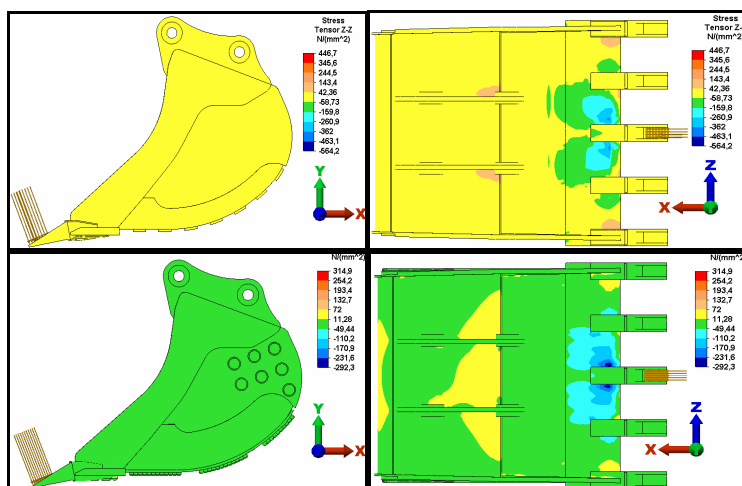 Stress
Tensor Z-Z
N/(mm^2)
446,7
345,6
244,5
143,4
42,36
-58,73
-159,8
-260,9
-362
-463,1
-564,2
Y
X
Stress
Tensor Z-
N/(mm^2)
446,7
345,6
244,5
143,4
42,36
-58,73
-159,8
-260,9
-362
-463,1
-564,2
Z
X
N/(mm^2)
314,9
254,2
193,4
132,7
72
11,28
-49,44
-110,2
-170,9
-231,6
-292,3
Y
X
N/(mm^2
314,9
254,2
193,4
132,7
72
11,28
-49,44
-110,2
-170,9
-231,6
-292,3
Z
X